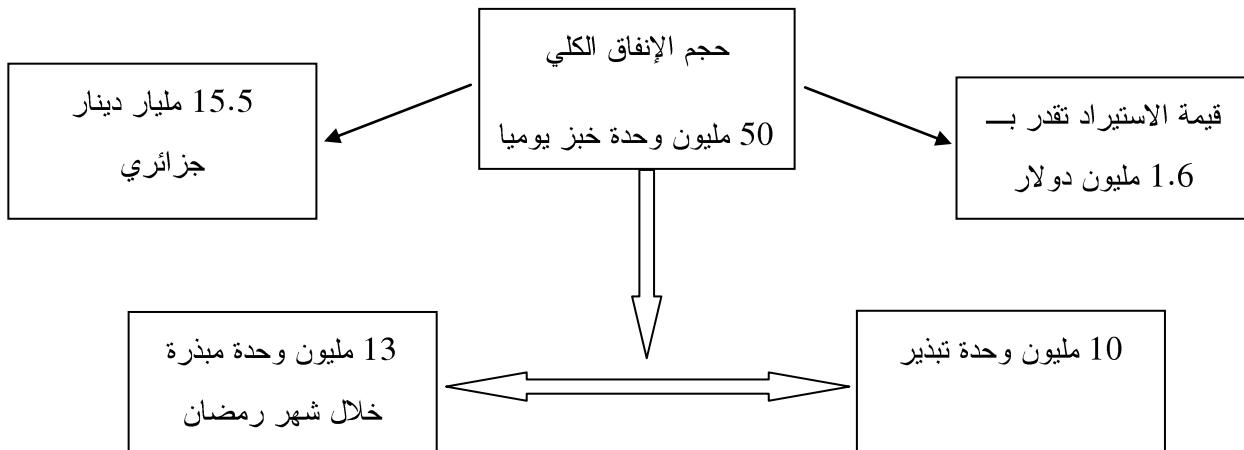 حجم الإنفاق الكلي
50 مليون وحدة خبز يوميا
قيمة الاستيراد تقدر بـــ
1.6 مليون دولار
15.5 مليار دينار
جزائري
10 مليون وحدة تبذير
13 مليون وحدة مبذرة
خلال شهر رمضان